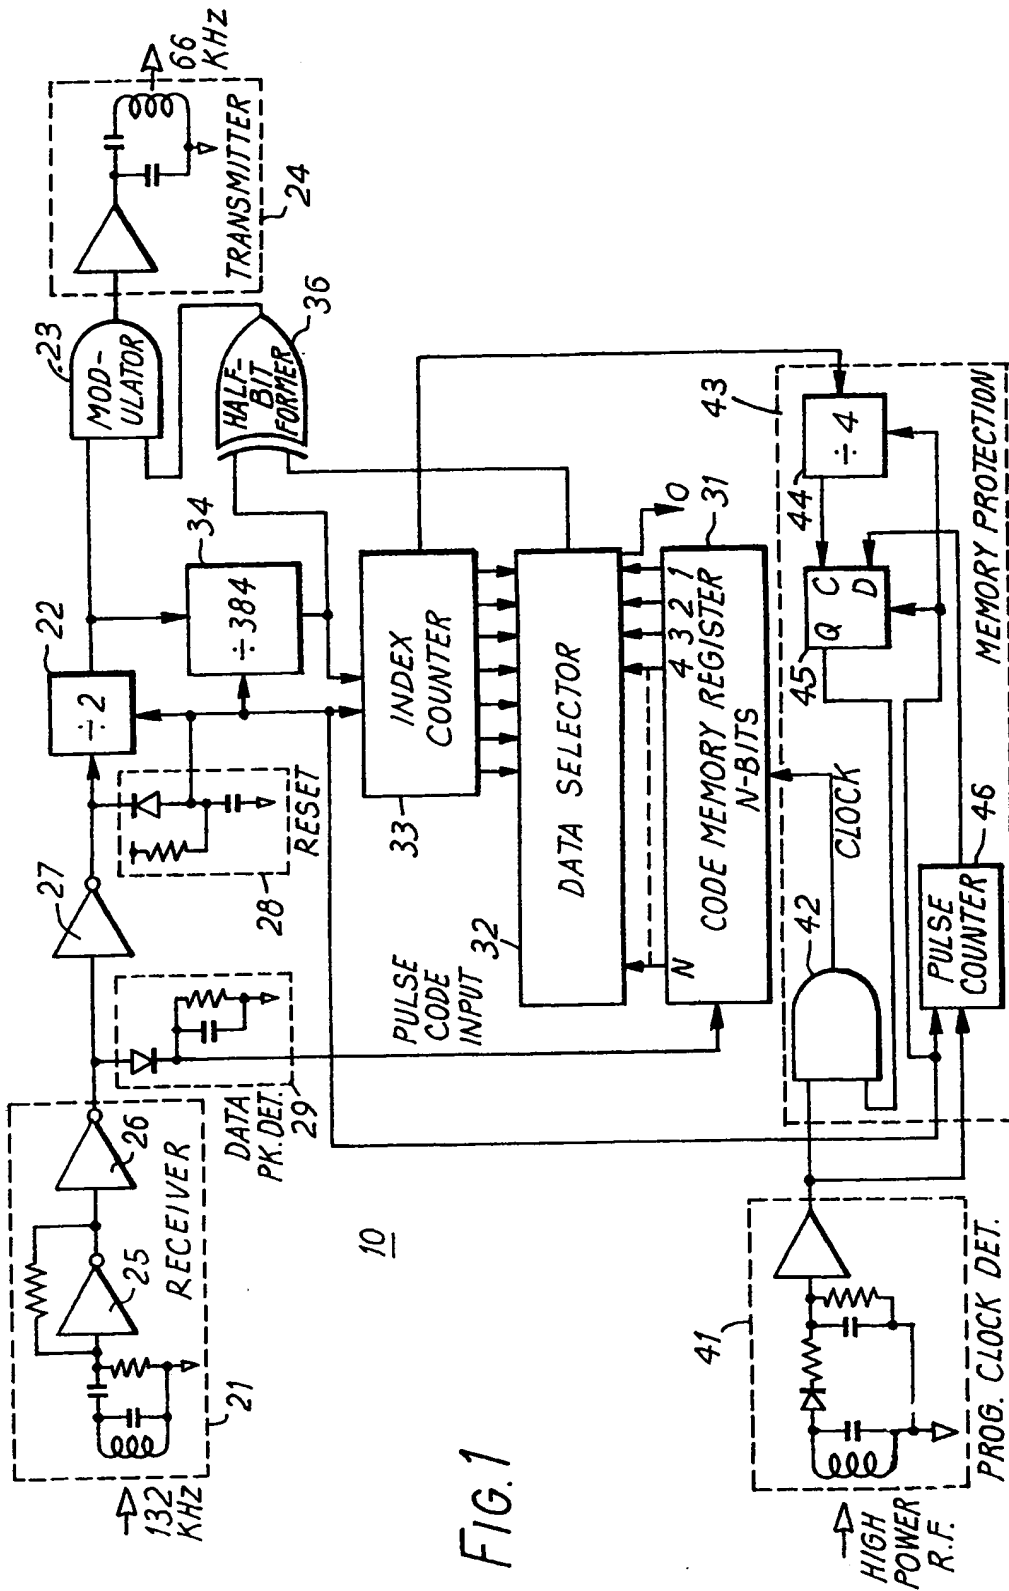 132
KHz
RECEIVER
21
25
26
27
DATA
PK. DET.
29
28
RESET
22
÷2
34
÷384
23
MOD-
ULATOR
TRANSMITTER
24
66
KHz
HALF-
BIT
FORMER
36
10
33
INDEX
COUNTER
PULSE
CODE
INPUT
32
DATA SELECTOR
N
4 3 2 1
O
CODE MEMORY REGISTER
N-BITS
31
CLOCK
HIGH
POWER
R.F.
41
PROG. CLOCK DET.
42
PULSE
COUNTER
46
45
Q C
D
44
÷4
43
MEMORY PROTECTION
FIG. 1